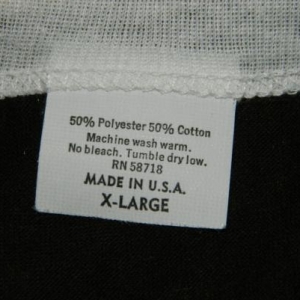 50% Polyester 50% Cotton
Machine wash warm.
No bleach. Tumble dry low.
RN 58718
MADE IN U.S.A.
X-LARGE